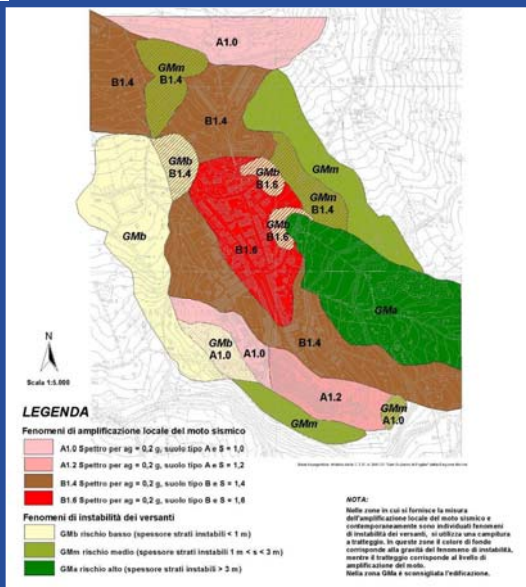 A1.0
GMm
B1.4
B1.4
B1.4
GMb
B1.4
GMm
GMb
B1.6
GMm
B1.4
GMb
B1.6
GMb
B1.6
GMa
N
GMb
A1.0
A1.0
B1.4
Scala 1:5.000
A1.2
GMm
A1.0
GMm
LEGENDA
Fenomeni di amplificazione locale del moto sismico
A1.0 Spettro per ag = 0,2 g, suolo tipo A e S = 1,0
A1.2 Spettro per ag = 0,2 g, suolo tipo A e S = 1,2
B1.4 Spettro per ag = 0,2 g, suolo tipo B e S = 1,4
B1.6 Spettro per ag = 0,2 g, suolo tipo B e S = 1,6
Fenomeni di instabilità dei versanti
GMb rischio basso (spessore strati instabili < 1 m)
GMm rischio medio (spessore strati instabili 1 m < s < 3 m)
GMa rischio alto (spessore strati instabili > 3 m)
NOTA:
Nelle zone in cui si fornisce la misura
dell'amplificazione locale del moto sismico e
contemporaneamente sono individuati fenomeni
di instabilità dei versanti, si utilizza una campitura
a tratteggio. In queste zone il colore di fondo
corrisponde alla gravità del fenomeno di instabilità,
mentre il tratteggio corrisponde al livello di
amplificazione del moto.
Nella zona GMa è sconsigliata l'edificazione.